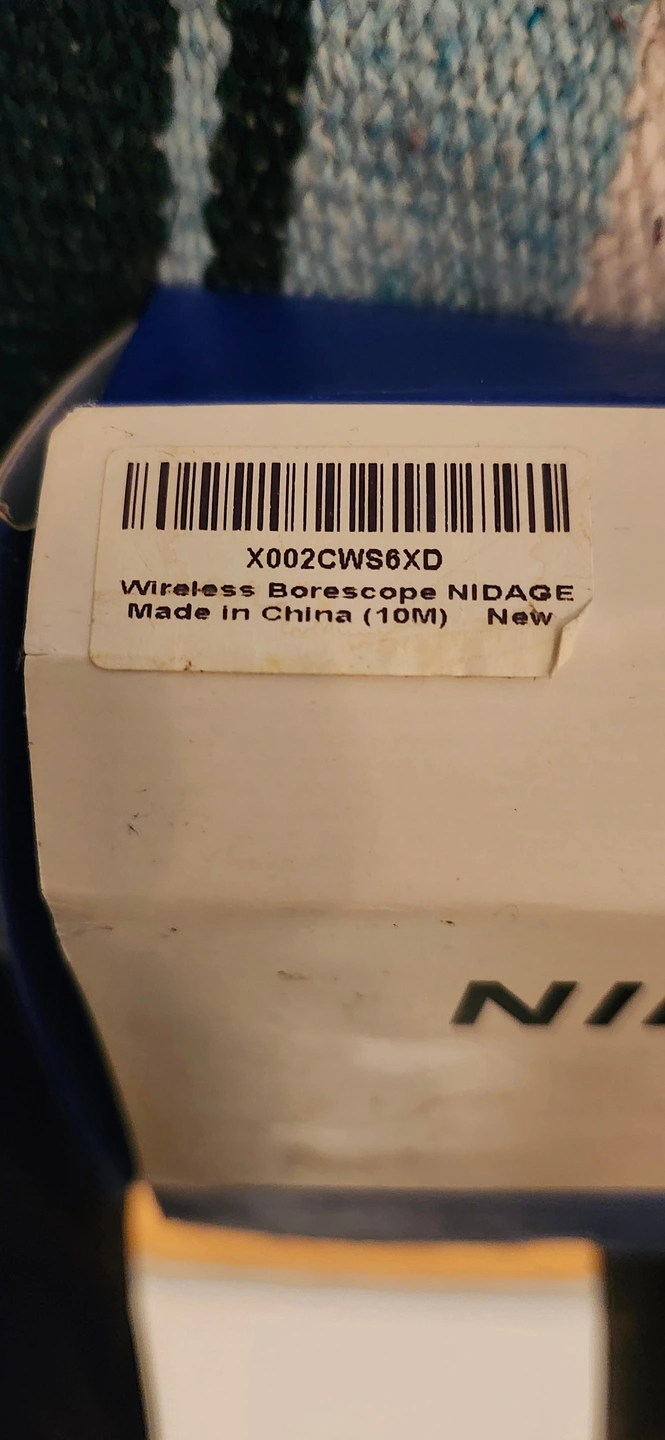 X002CWS6XD
Wireless Borescope NIDAGE
Made in China (10M) New